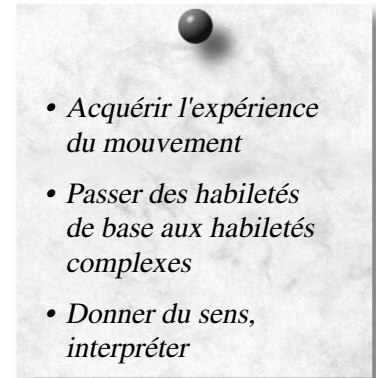 • Acquérir l'expérience
du mouvement
• Passer des habiletés
de base aux habiletés
complexes
• Donner du sens,
interpréter